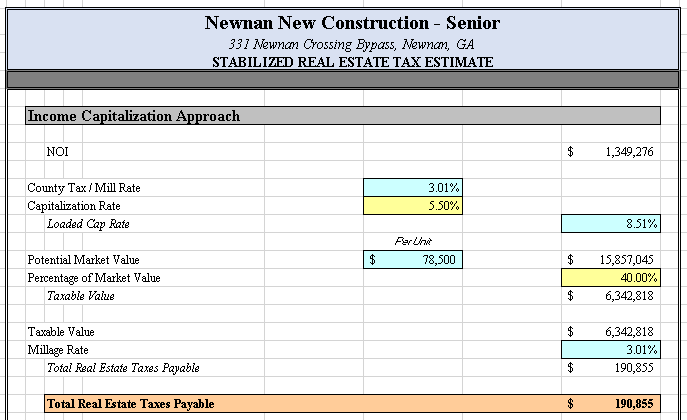 Newnan New Construction - Senior
331 Newnan Crossing Bypass, Newnan, GA
STABILIZED REAL ESTATE TAX ESTIMATE
Income Capitalization Approach
NOI $ 1,349,276
County Tax / Mill Rate 3.01%
Capitalization Rate 5.50%
Loaded Cap Rate 8.51%
Per Unit
Potential Market Value $ 78,500 $ 15,857,045
Percentage of Market Value 40.00%
Taxable Value $ 6,342,818
Taxable Value $ 6,342,818
Millage Rate 3.01%
Total Real Estate Taxes Payable $ 190,855
Total Real Estate Taxes Payable $ 190,855